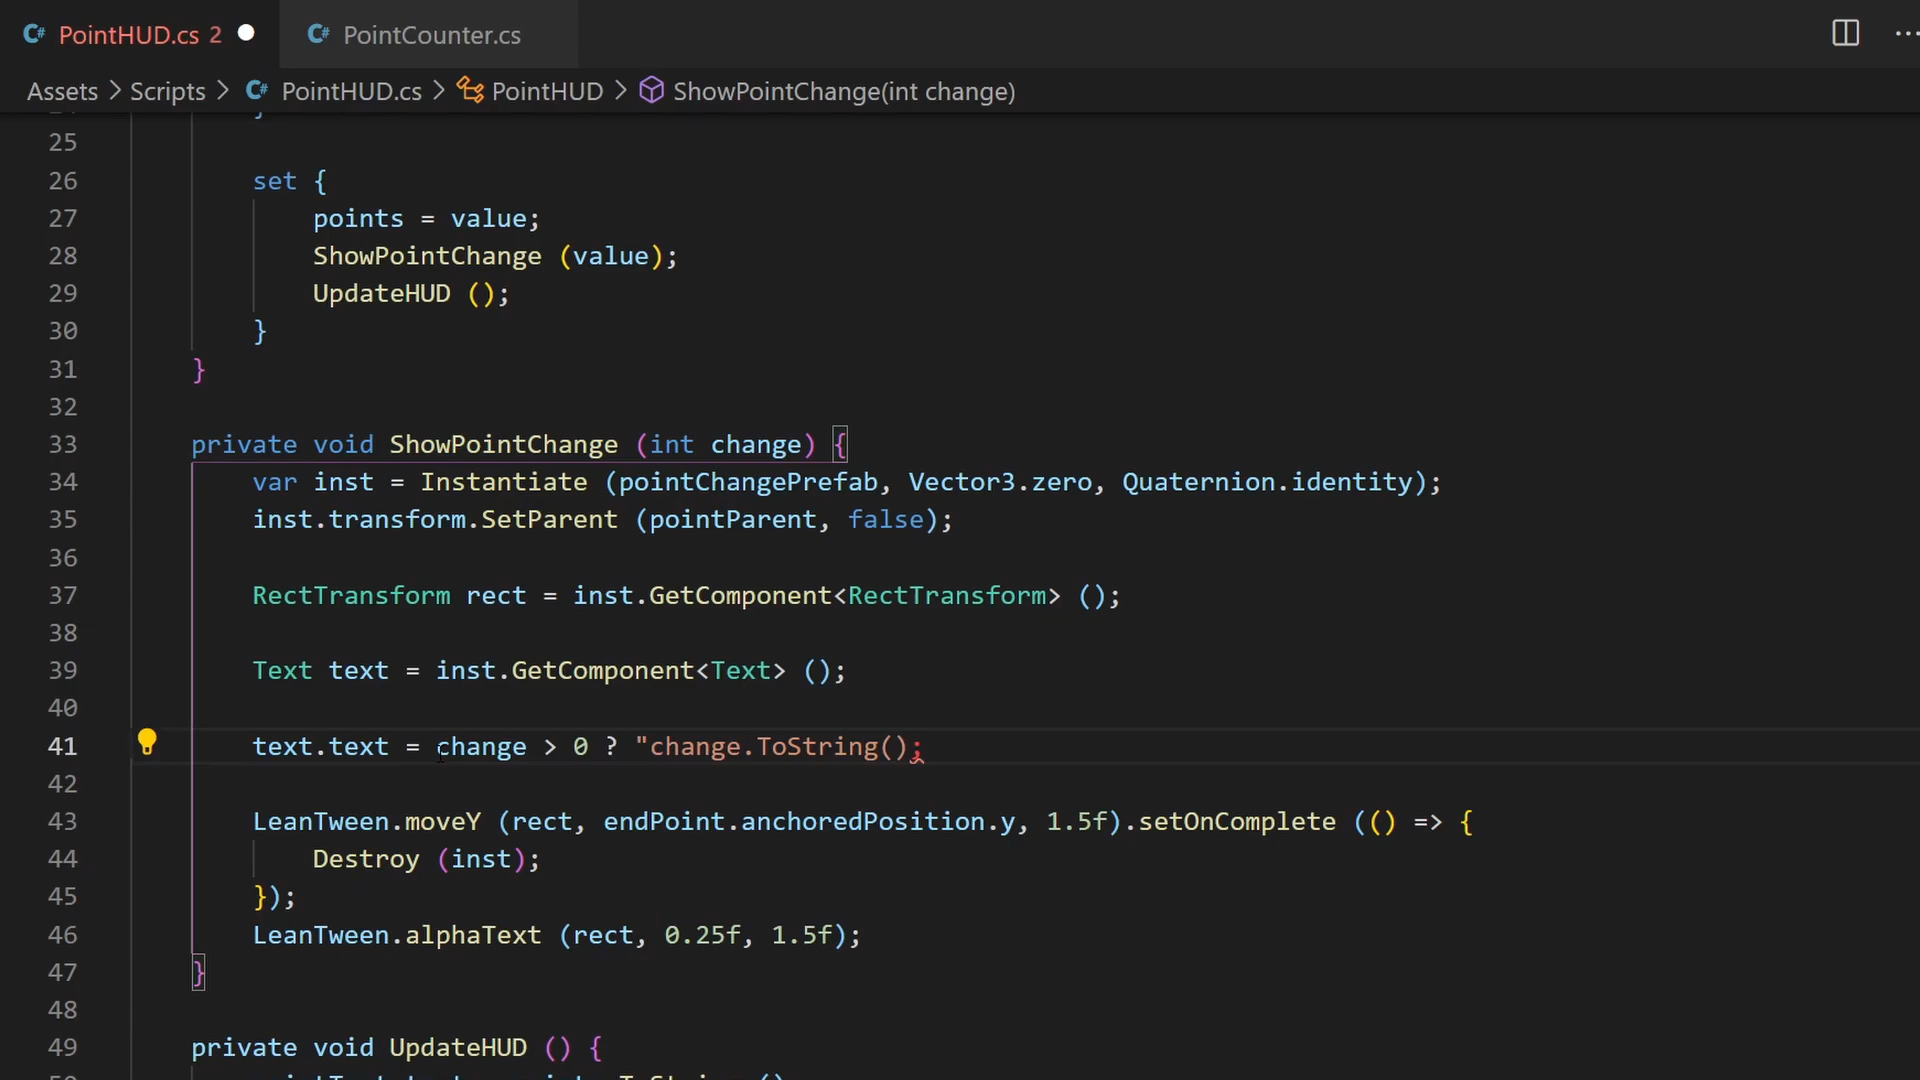 PointHUD.cs 2 PointCounter.cs
Assets > Scripts > PointHUD.cs > PointHUD > ShowPointChange(int change)
25
26 set {
27 points = value;
28 ShowPointChange (value);
29 UpdateHUD ();
30 }
31 }
32
33 private void ShowPointChange (int change) {
34 var inst = Instantiate (pointChangePrefab, Vector3.zero, Quaternion.identity);
35 inst.transform.SetParent (pointParent, false);
36
37 RectTransform rect = inst.GetComponent<RectTransform> ();
38
39 Text text = inst.GetComponent<Text> ();
40
41 text.text = change > 0 ? "change.ToString();
42
43 LeanTween.moveY (rect, endPoint.anchoredPosition.y, 1.5f).setOnComplete (() => {
44 Destroy (inst);
45 });
46 LeanTween.alphaText (rect, 0.25f, 1.5f);
47 }
48
49 private void UpdateHUD () {